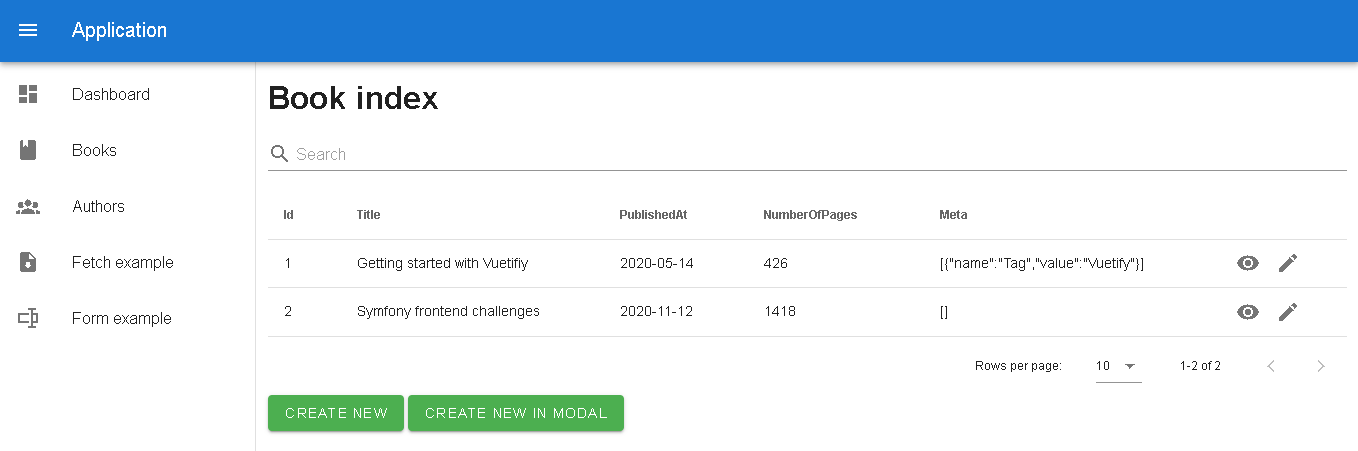 Application
Dashboard
Books
Authors
Fetch example
Form example
Book index
Search
Id Title PublishedAt NumberOfPages Meta
1 Getting started with Vuetifiy 2020-05-14 426 [{"name":"Tag","value":"Vuetify"}]
2 Symfony frontend challenges 2020-11-12 1418 []
Rows per page: 10 1-2 of 2
CREATE NEW CREATE NEW IN MODAL